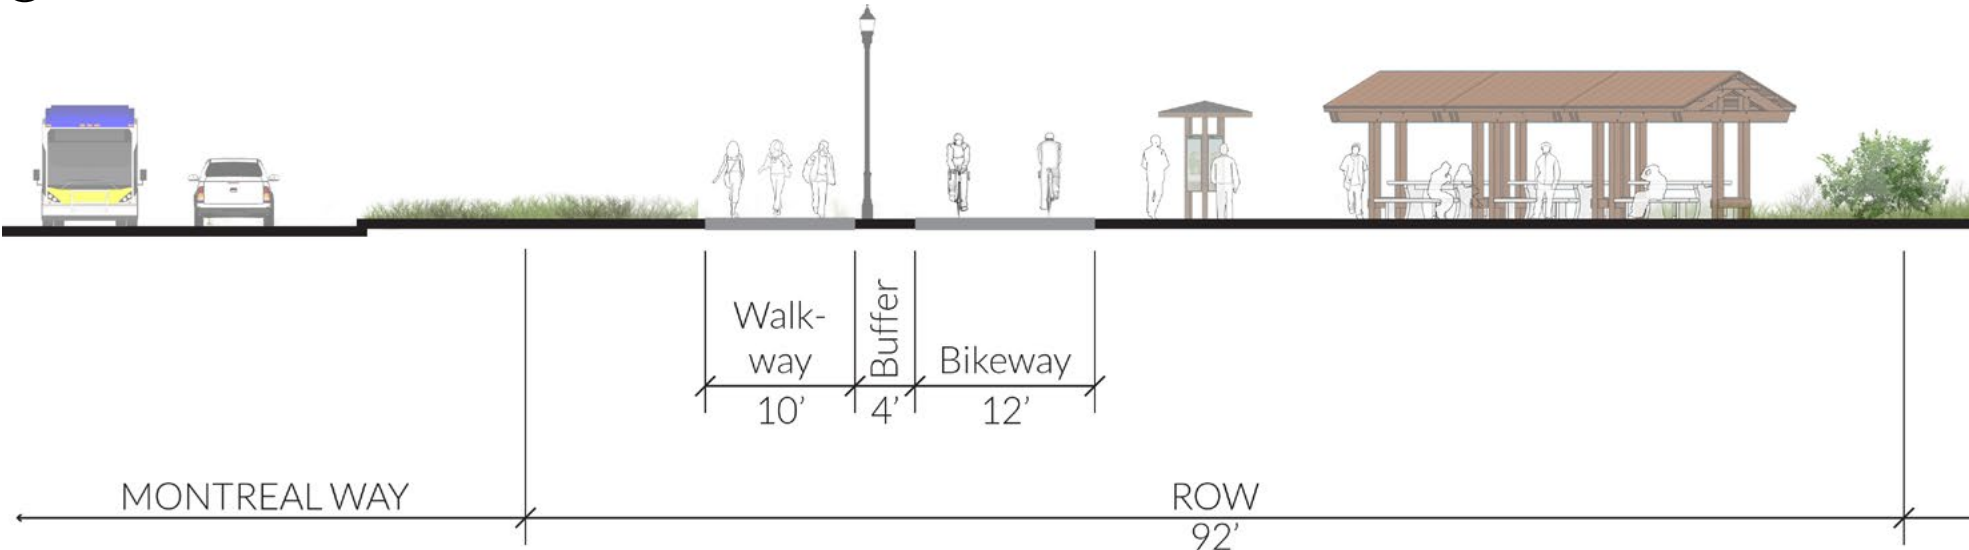 Walk-
way
Buffer
Bikeway
10’
4’
12’
MONTREAL WAY
ROW
92’